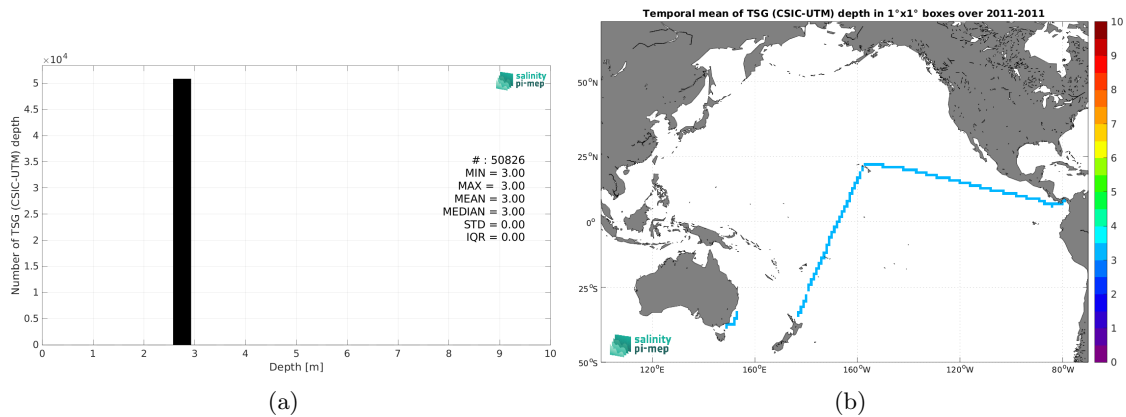 ×10⁴
5
4.5
4
3.5
3
2.5
2
1.5
1
0.5
0
Number of TSG (CSIC-UTM) depth
salinity
pi-mep
# : 50826
MIN = 3.00
MAX = 3.00
MEAN = 3.00
MEDIAN = 3.00
STD = 0.00
IQR = 0.00
0 1 2 3 4 5 6 7 8 9 10
Depth [m]
(a)
Temporal mean of TSG (CSIC-UTM) depth in 1°x1° boxes over 2011-2011
50°N
25°N
0°
25°S
50°S
120°E 160°E 160°W 120°W 80°W
salinity
pi-mep
10
9
8
7
6
5
4
3
2
1
0
(b)